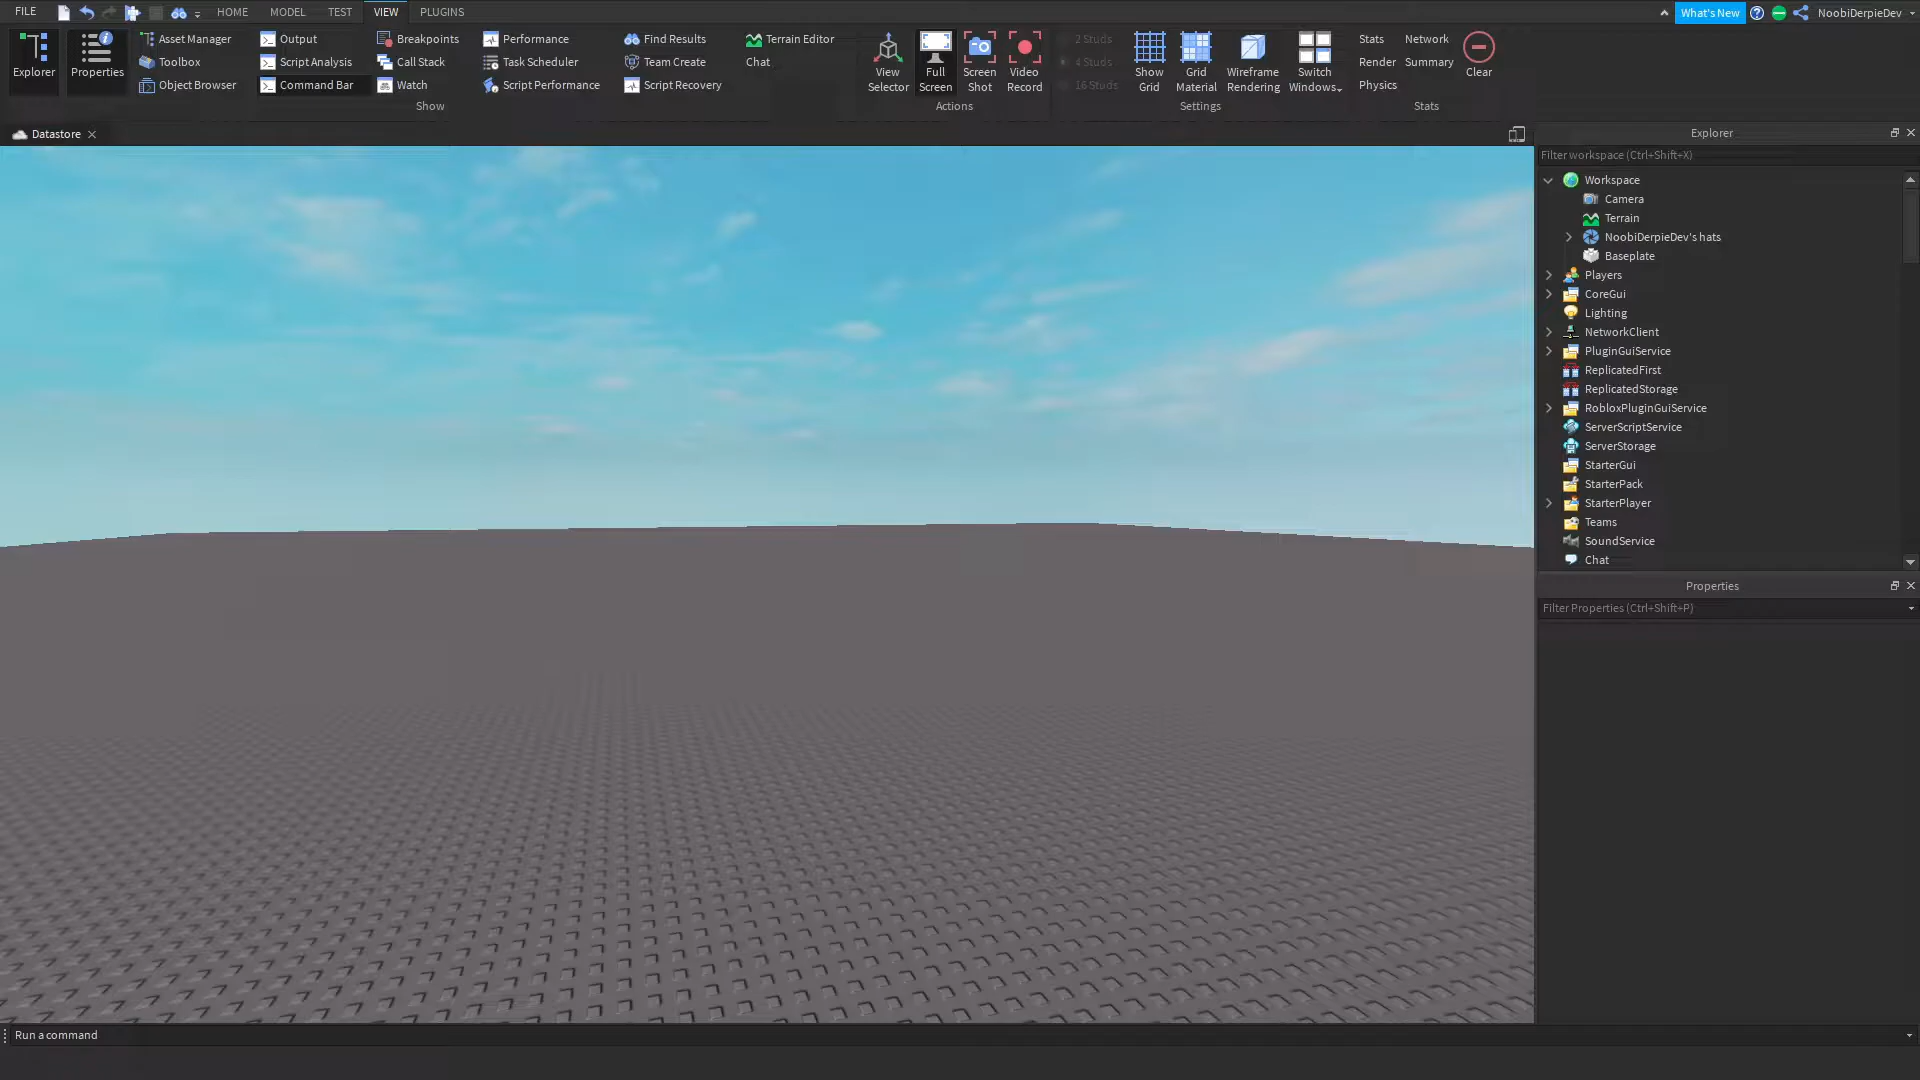 FILE HOME MODEL TEST VIEW PLUGINS What's New NoobiDerpieDev
Explorer
Properties
Asset Manager
Toolbox
Object Browser
Output
Script Analysis
Command Bar
Breakpoints
Call Stack
Watch
Performance
Task Scheduler
Script Performance
Find Results
Team Create
Script Recovery
Terrain Editor
Chat
Show
View
Selector
Full
Screen
Screen
Shot
Video
Record
Actions
2 Studs
4 Studs
16 Studs
Show
Grid
Grid
Material
Wireframe
Rendering
Switch
Windows
Settings
Stats
Render
Physics
Network
Summary
Clear
Stats
Datastore
Explorer
Filter workspace (Ctrl+Shift+X)
Workspace
Camera
Terrain
NoobiDerpieDev's hats
Baseplate
Players
CoreGui
Lighting
NetworkClient
PluginGuiService
ReplicatedFirst
ReplicatedStorage
RobloxPluginGuiService
ServerScriptService
ServerStorage
StarterGui
StarterPack
StarterPlayer
Teams
SoundService
Chat
Properties
Filter Properties (Ctrl+Shift+P)
Run a command